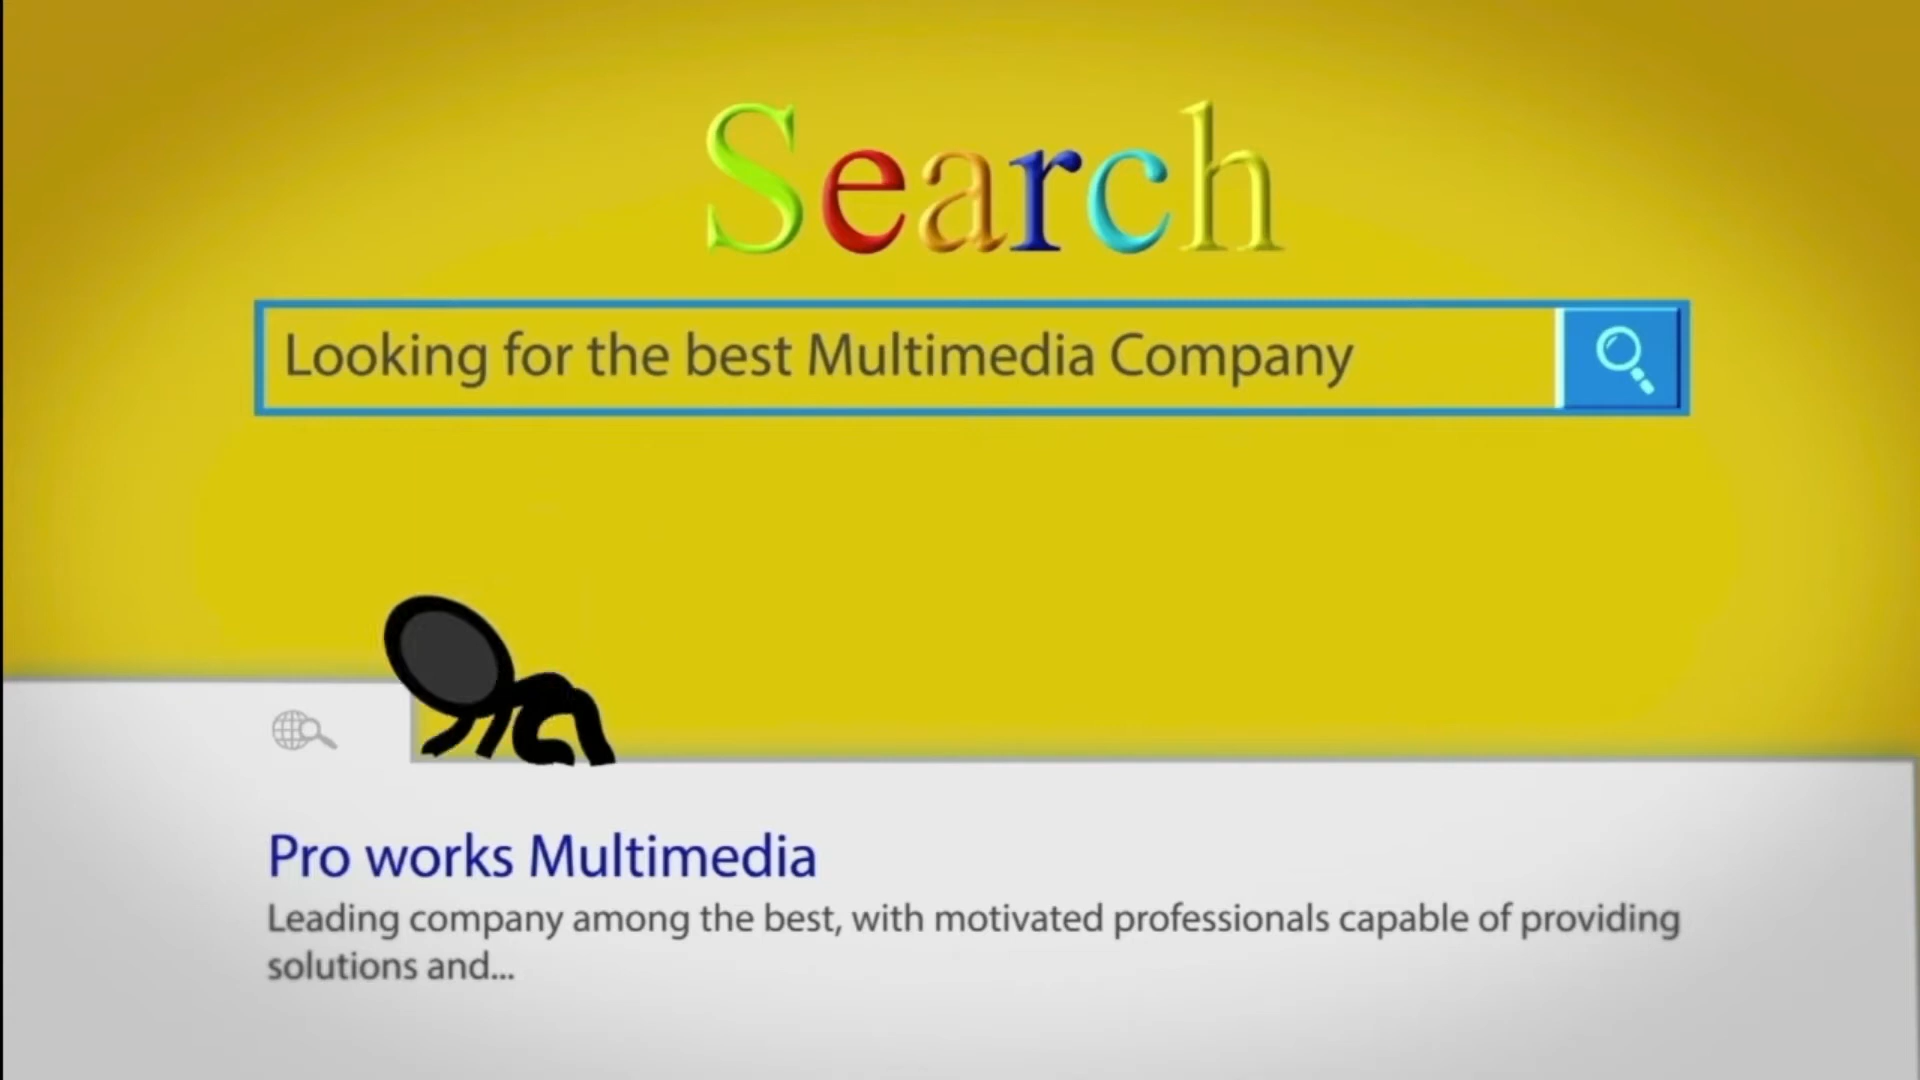 Search
Looking for the best Multimedia Company
Pro works Multimedia
Leading company among the best, with motivated professionals capable of providing
solutions and...